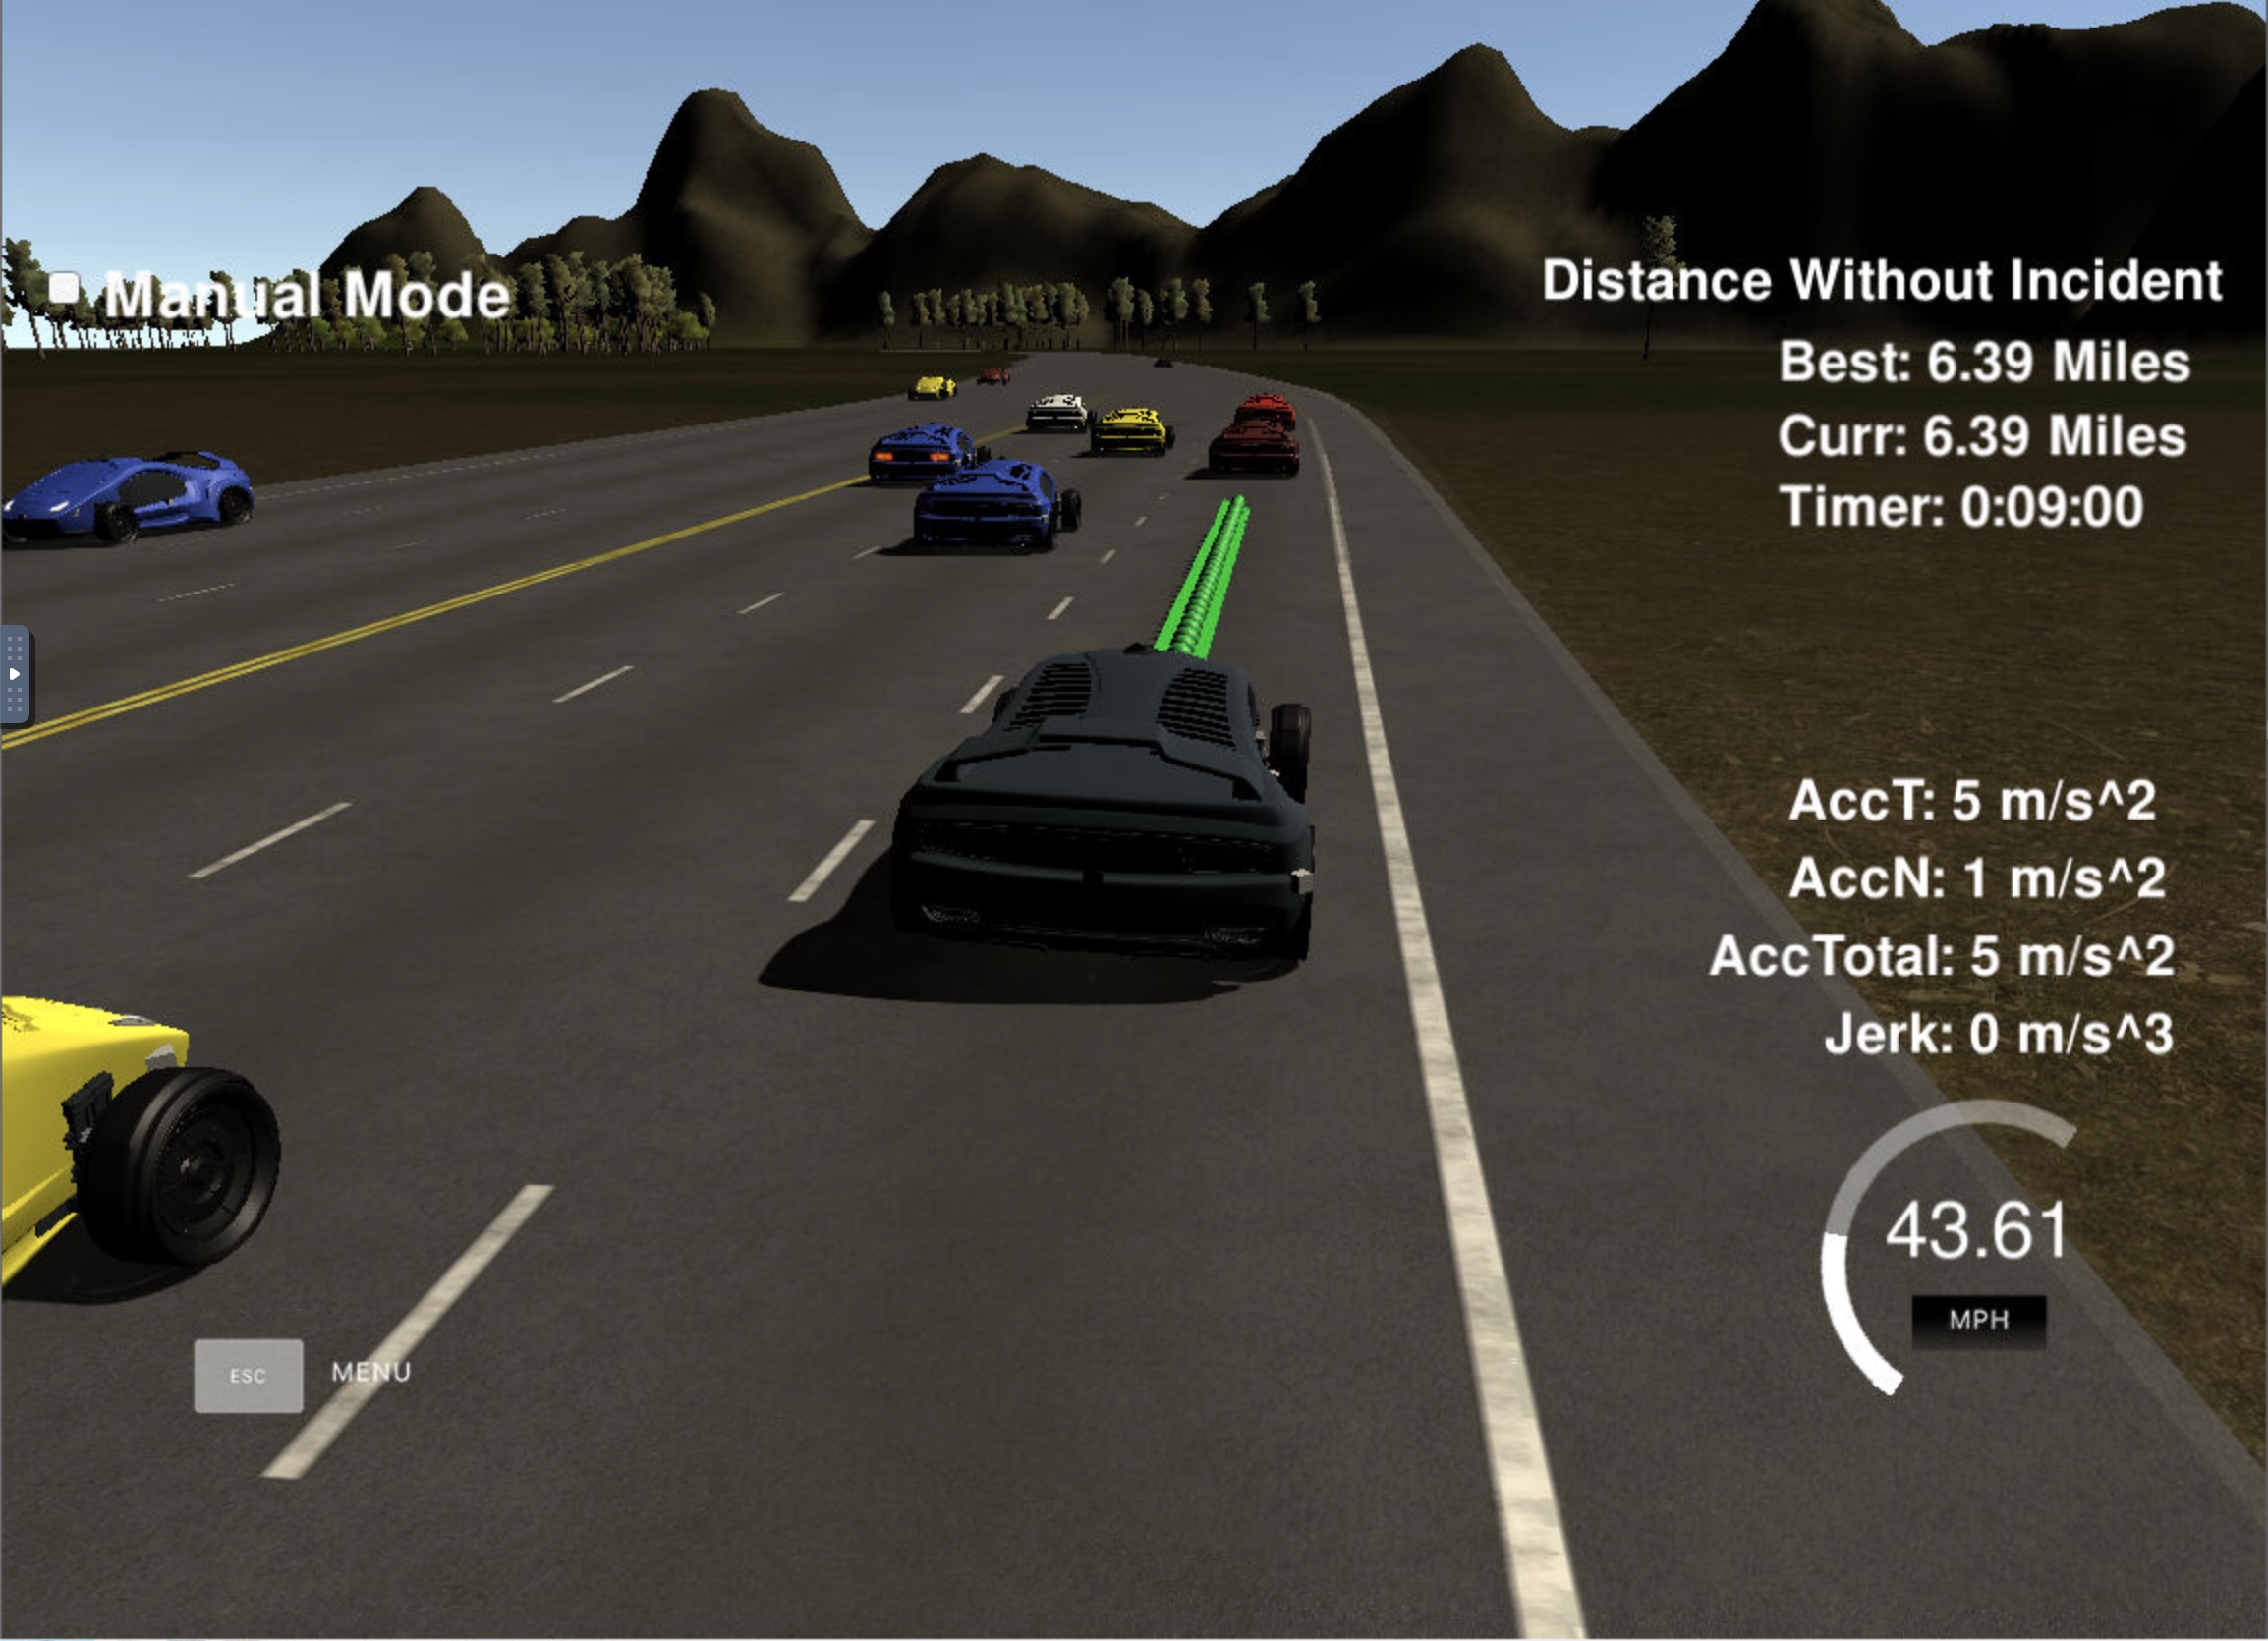 Manual Mode
Distance Without Incident
Best: 6.39 Miles
Curr: 6.39 Miles
Timer: 0:09:00
AccT: 5 m/s^2
AccN: 1 m/s^2
AccTotal: 5 m/s^2
Jerk: 0 m/s^3
43.61
MPH
ESC MENU